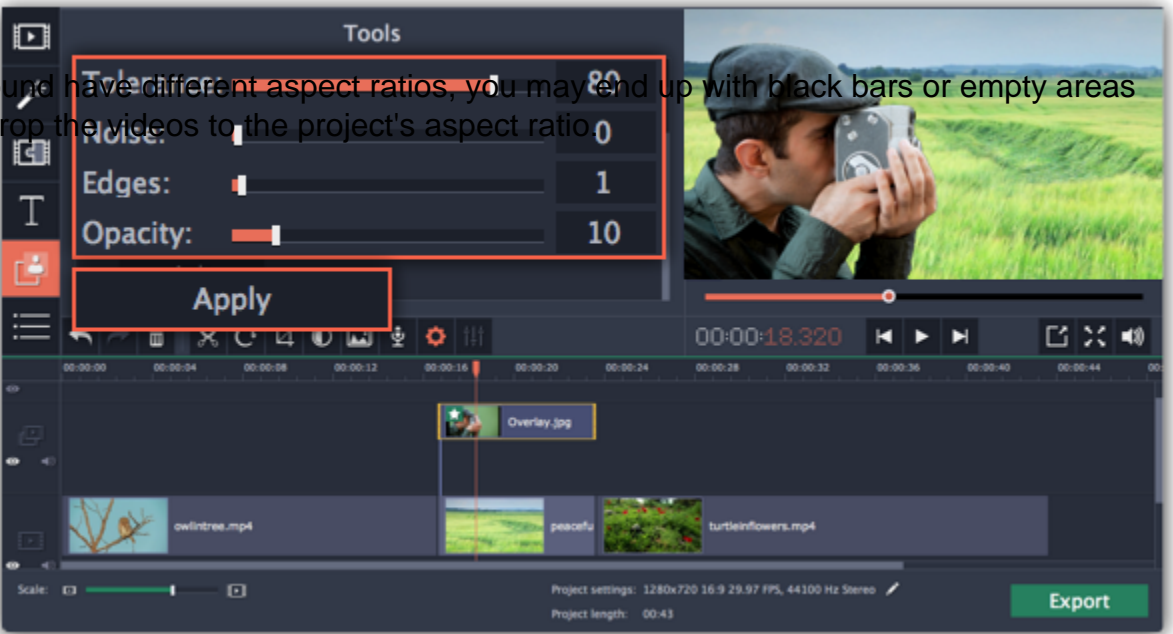 Tools
und have different aspect ratios, you may end up with black bars or empty areas
rop the videos to the project's aspect ratio.
Tolerance: 80
Noise: 0
Edges: 1
Opacity: 10
Apply
T
00:00:18.320
00:00:00 00:00:04 00:00:08 00:00:12 00:00:16 00:00:20 00:00:24 00:00:28 00:00:32 00:00:36 00:00:40 00:00:44 00:
Overlay.jpg
owlintree.mp4 peacefu turtleinflowers.mp4
Scale: Project settings: 1280x720 16:9 29.97 FPS, 44100 Hz Stereo
Project length: 00:43
Export